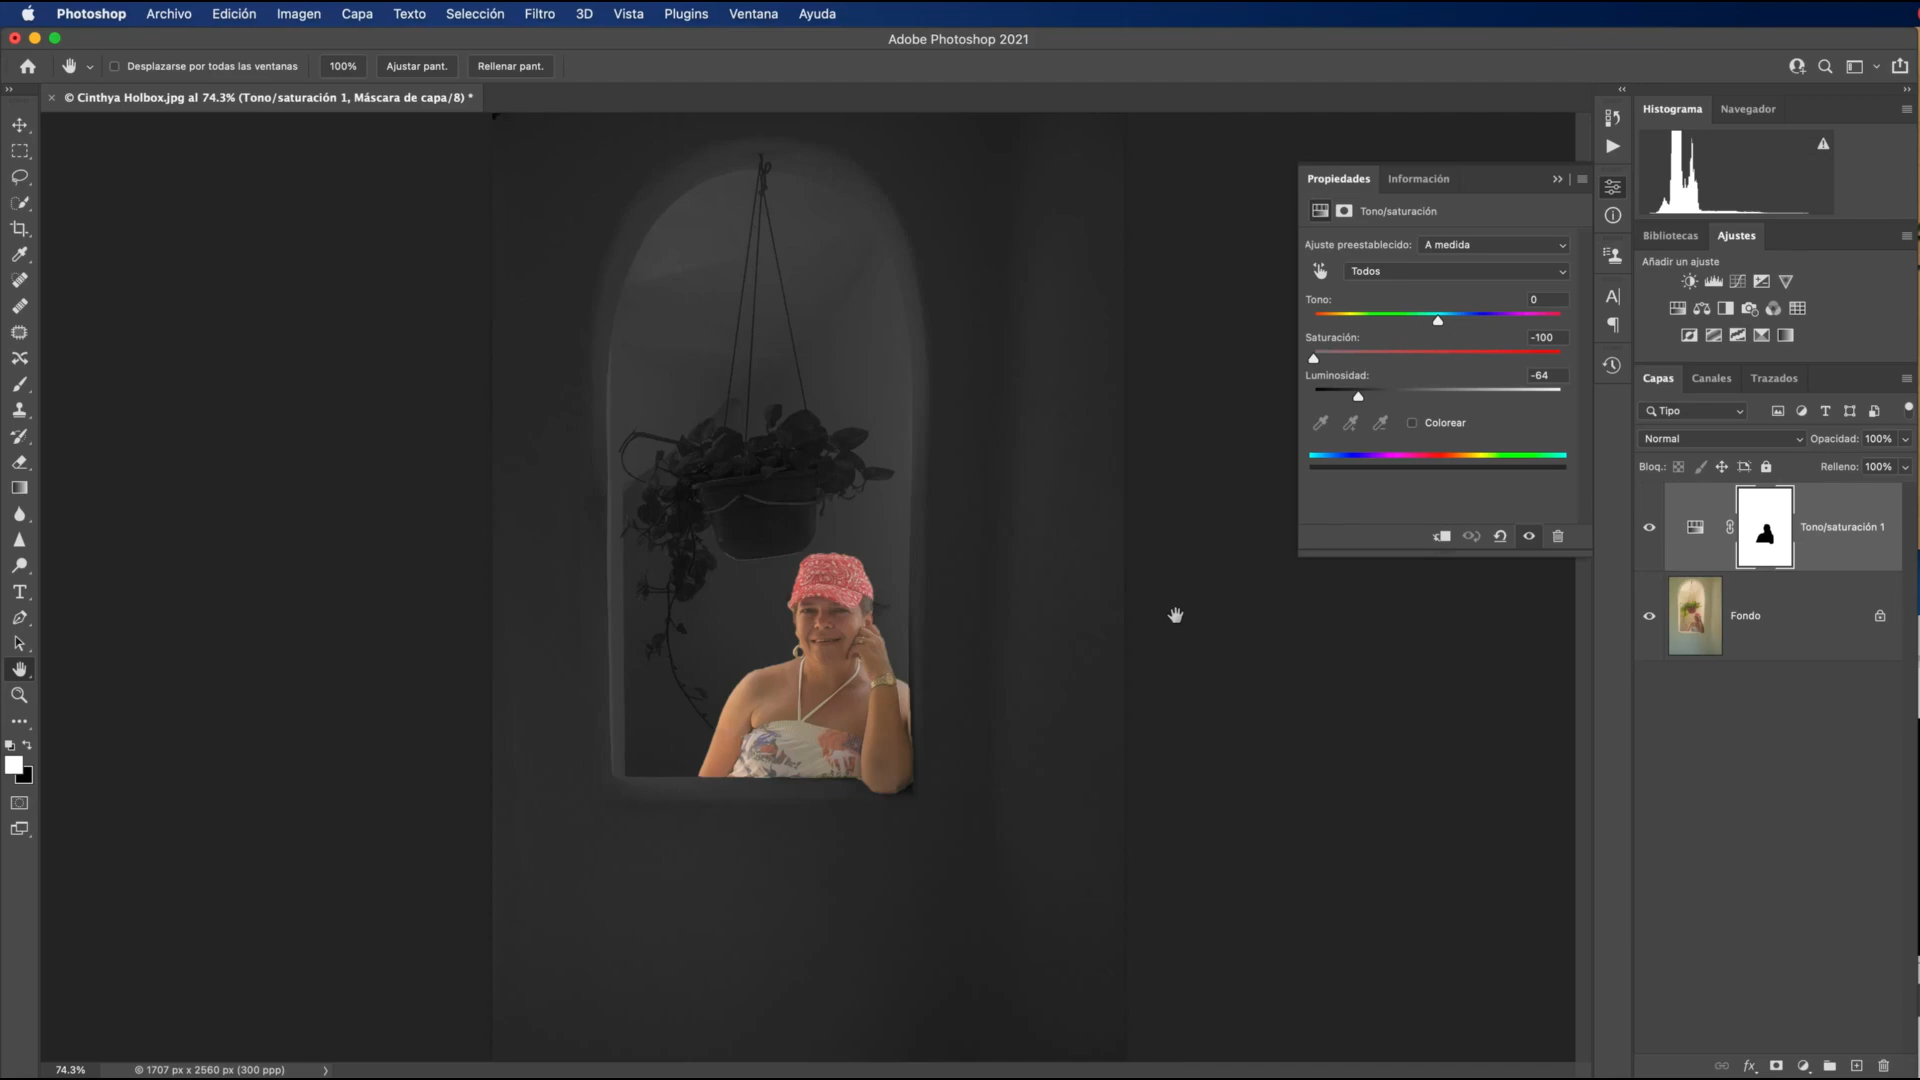 Photoshop Archivo Edición Imagen Capa Texto Selección Filtro 3D Vista Plugins Ventana Ayuda
Adobe Photoshop 2021
Desplazarse por todas las ventanas 100% Ajustar pant. Rellenar pant.
© Cinthya Holbox.jpg al 74.3% (Tono/saturación 1, Máscara de capa/8) *
Histograma Navegador
Propiedades Información
Tono/saturación
Ajuste preestablecido: A medida
Todos
Tono: 0
Saturación: -100
Luminosidad: -64
Colorear
Bibliotecas Ajustes
Añadir un ajuste
Capas Canales Trazados
Tipo
Normal Opacidad: 100%
Bloq.: Relleno: 100%
Tono/saturación 1
Fondo
74.3% © 1707 px x 2560 px (300 ppp)